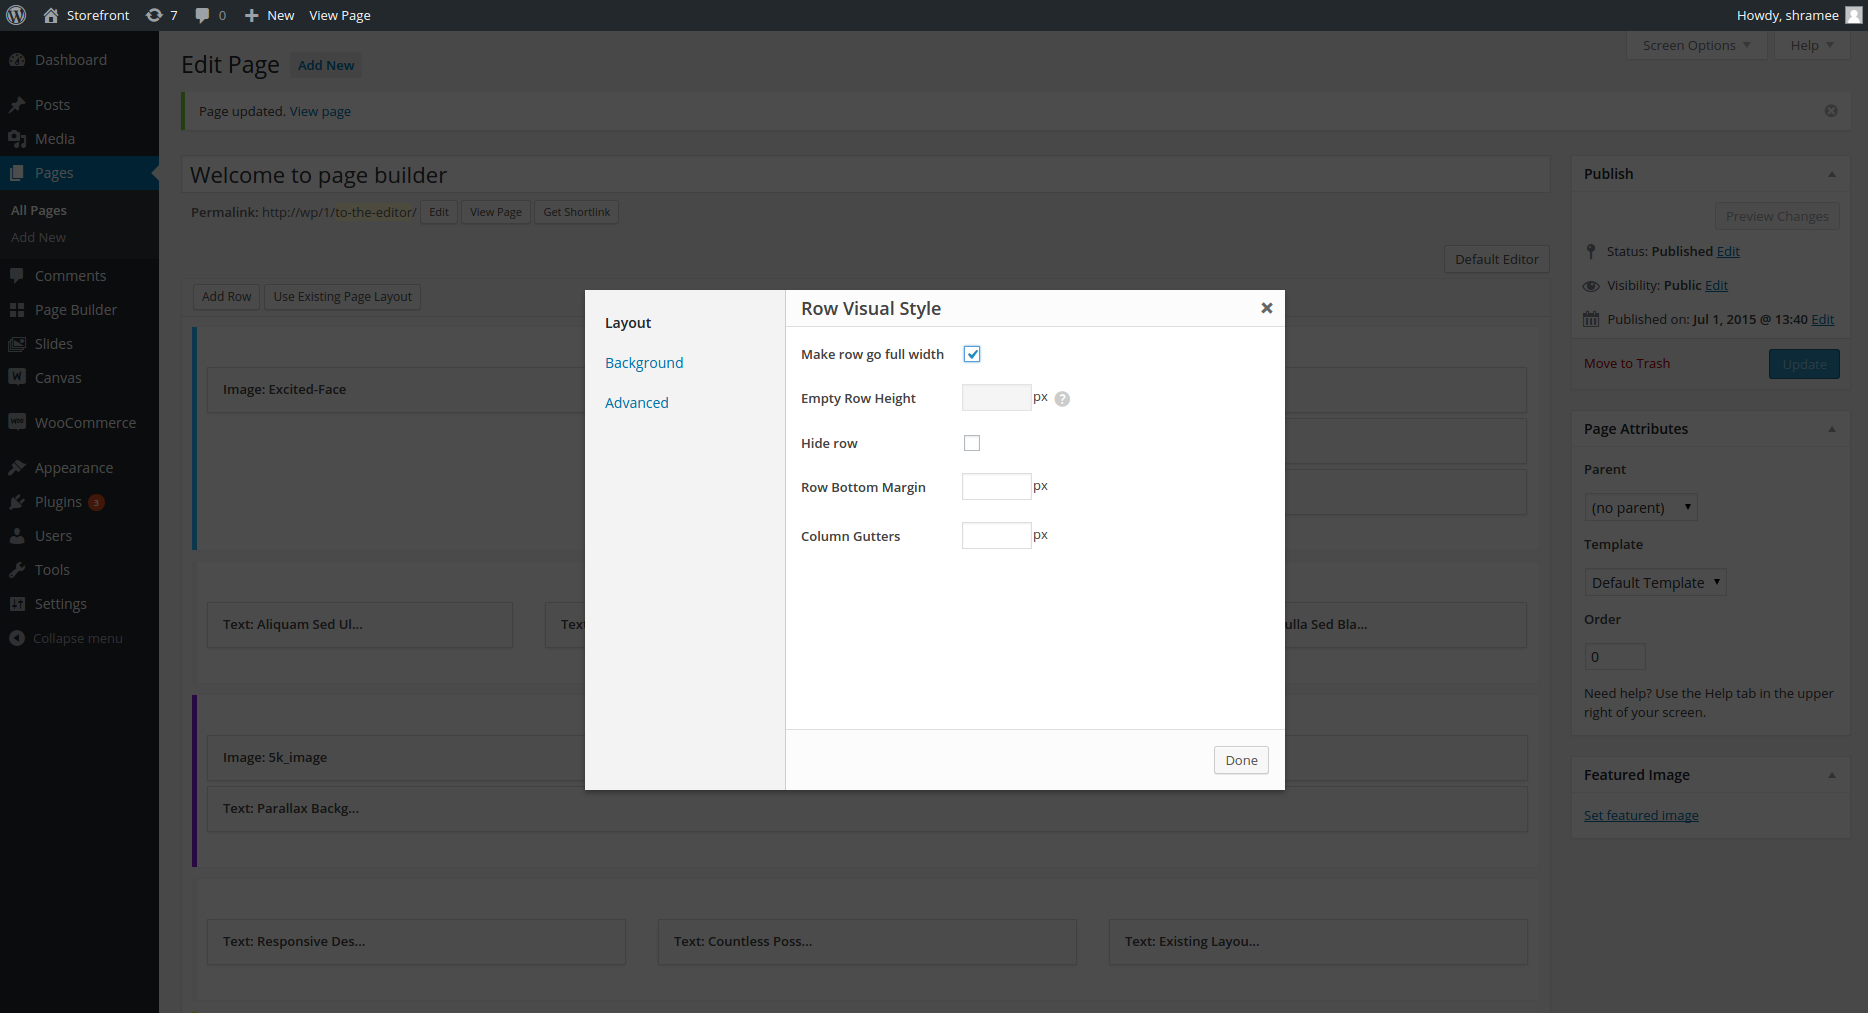 Storefront 7 0 New View Page Howdy, shramee
Dashboard
Posts
Media
Pages
All Pages
Add New
Comments
Page Builder
Slides
Canvas
WooCommerce
Appearance
Plugins 3
Users
Tools
Settings
Collapse menu
Screen Options Help
Edit Page Add New
Page updated. View page
Welcome to page builder
Permalink: http://wp/1/to-the-editor/ Edit View Page Get Shortlink
Default Editor
Add Row Use Existing Page Layout
Image: Excited-Face
Text: Aliquam Sed Ul... Text ulla Sed Bla...
Image: 5k_image
Text: Parallax Backg...
Text: Responsive Des... Text: Countless Poss... Text: Existing Layou...
Layout
Background
Advanced
Row Visual Style
Make row go full width
Empty Row Height px ?
Hide row
Row Bottom Margin px
Column Gutters px
Done
Publish
Preview Changes
Status: Published Edit
Visibility: Public Edit
Published on: Jul 1, 2015 @ 13:40 Edit
Move to Trash Update
Page Attributes
Parent
(no parent)
Template
Default Template
Order
0
Need help? Use the Help tab in the upper
right of your screen.
Featured Image
Set featured image